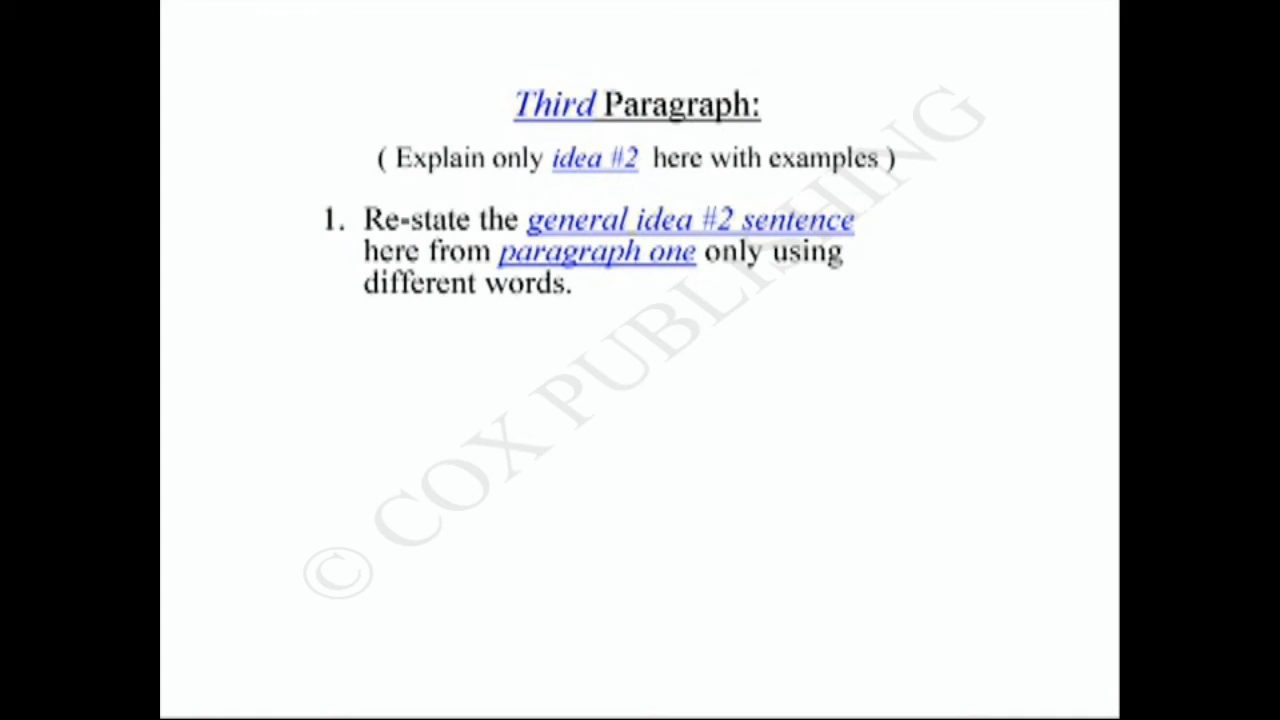 Third Paragraph:
( Explain only idea #2 here with examples )
1. Re-state the general idea #2 sentence
here from paragraph one only using
different words.
© COX PUBLISHING